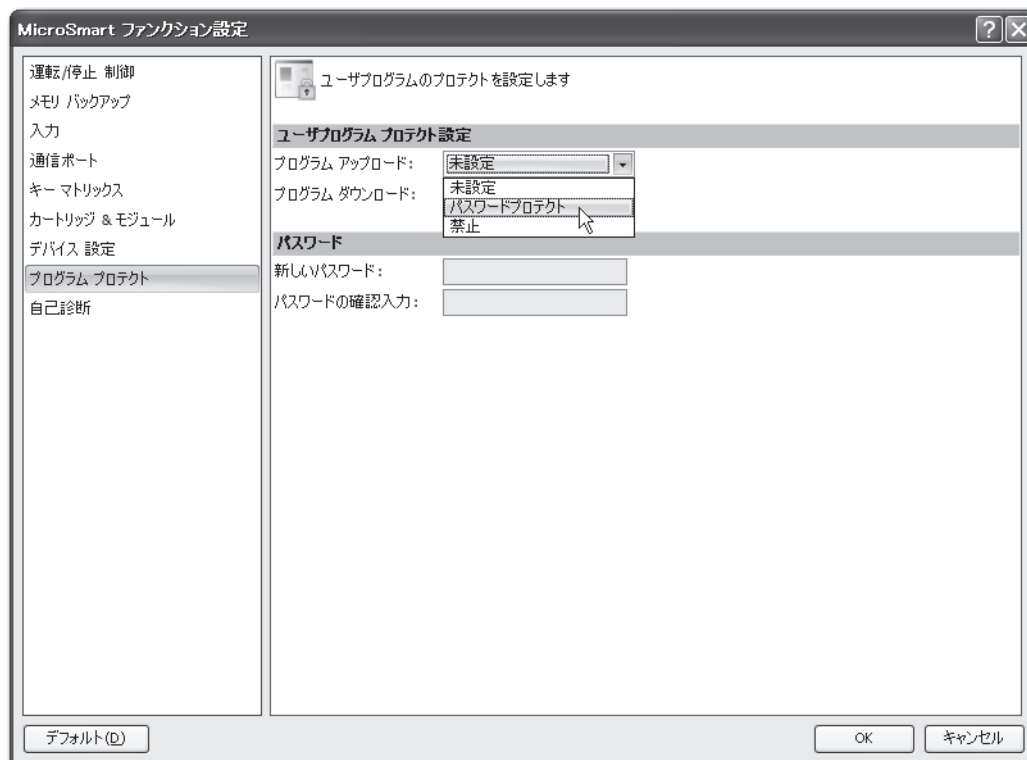 MicroSmart ファンクション設定
運転/停止 制御
メモリ バックアップ
入力
通信ポート
キー マトリックス
カートリッジ & モジュール
デバイス 設定
プログラム プロテクト
自己診断
ユーザプログラムのプロテクトを設定します
ユーザプログラム プロテクト設定
プログラム アップロード: 未設定
未設定
パスワードプロテクト
禁止
プログラム ダウンロード:
パスワード
新しいパスワード:
パスワードの確認入力:
デフォルト(D)
OK
キャンセル